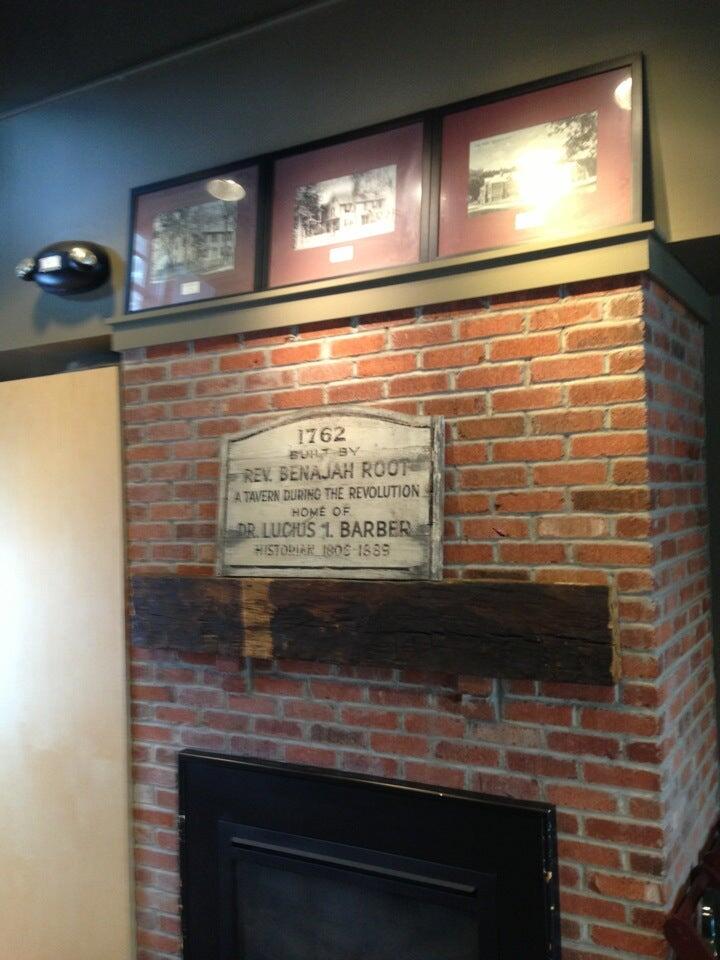 1762
BUILT BY
REV. BENAJAH ROOT
A TAVERN DURING THE REVOLUTION
HOME OF
DR. LUCIUS I. BARBER
HISTORIAN 1806-1889